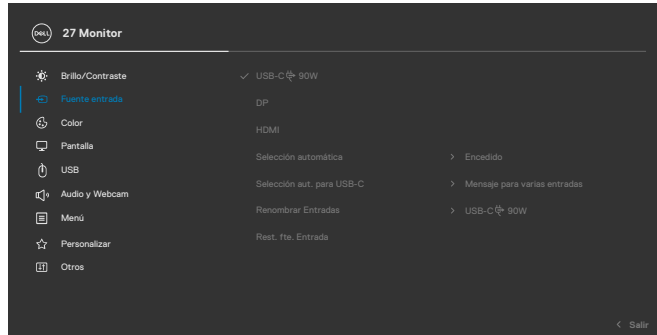 DELL 27 Monitor
Brillo/Contraste
Fuente entrada
Color
Pantalla
USB
Audio y Webcam
Menú
Personalizar
Otros
USB-C 90W
DP
HDMI
Selección automática > Encedido
Selección aut. para USB-C > Mensaje para varias entradas
Renombrar Entradas > USB-C 90W
Rest. fte. Entrada
< Salir